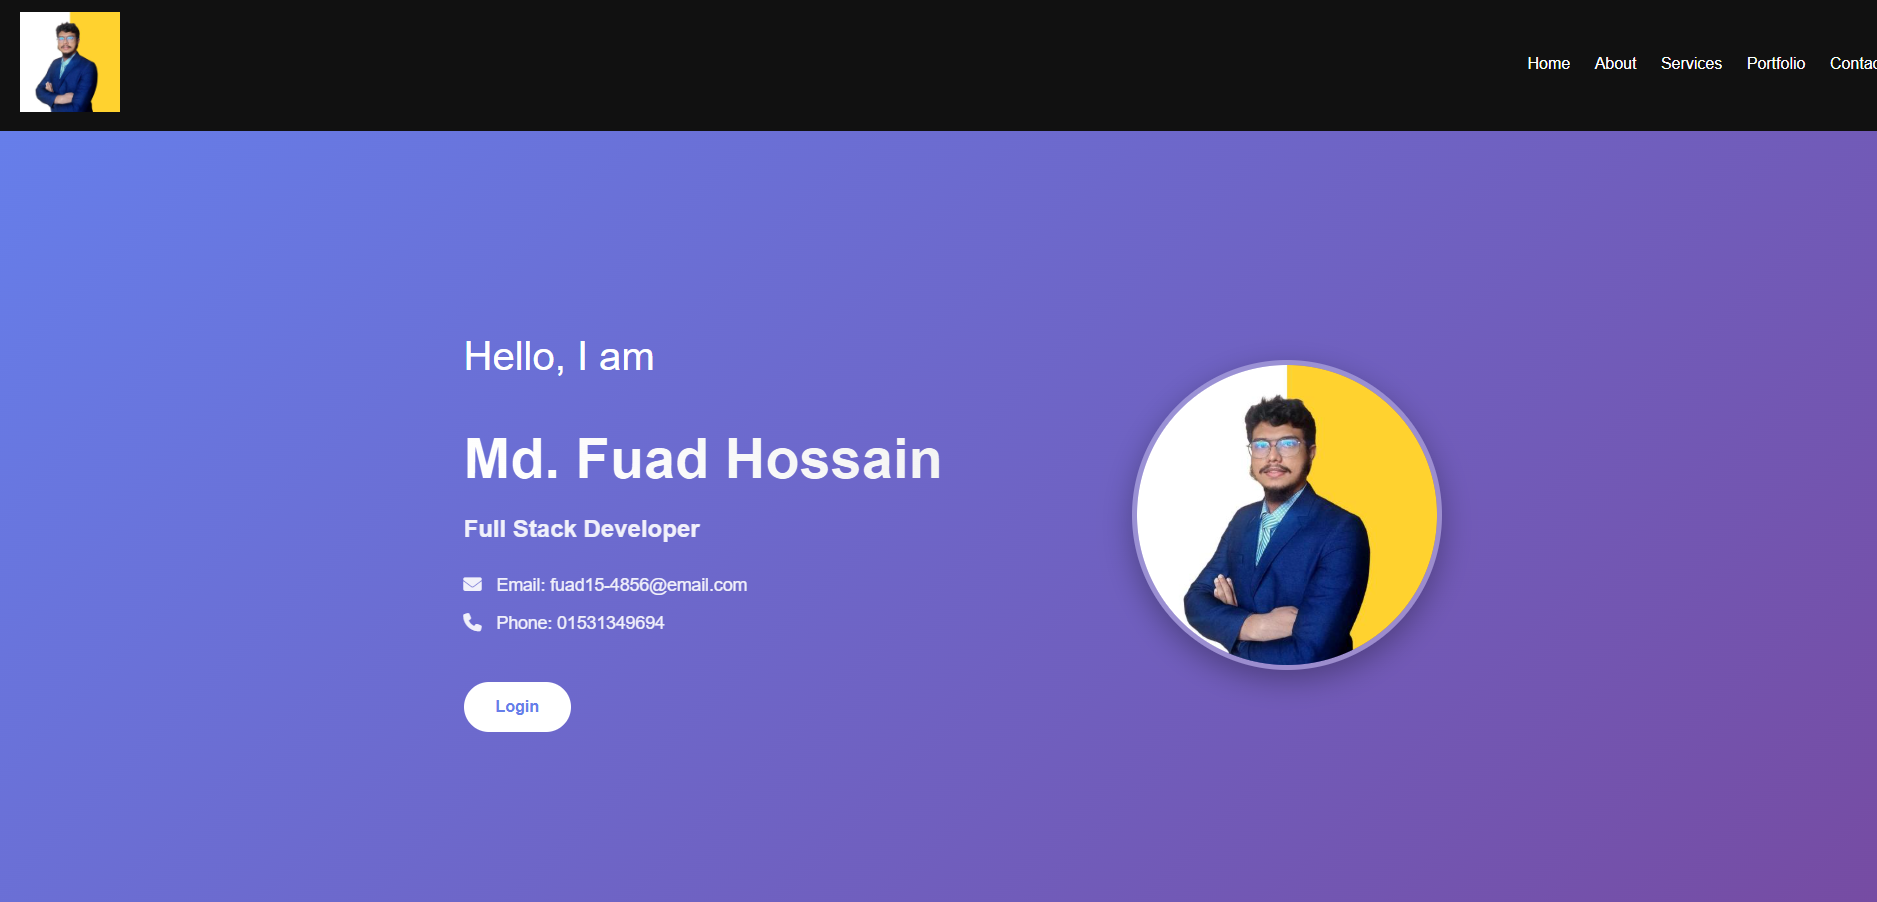 Home About Services Portfolio Contac
Hello, I am
Md. Fuad Hossain
Full Stack Developer
Email: fuad15-4856@email.com
Phone: 01531349694
Login